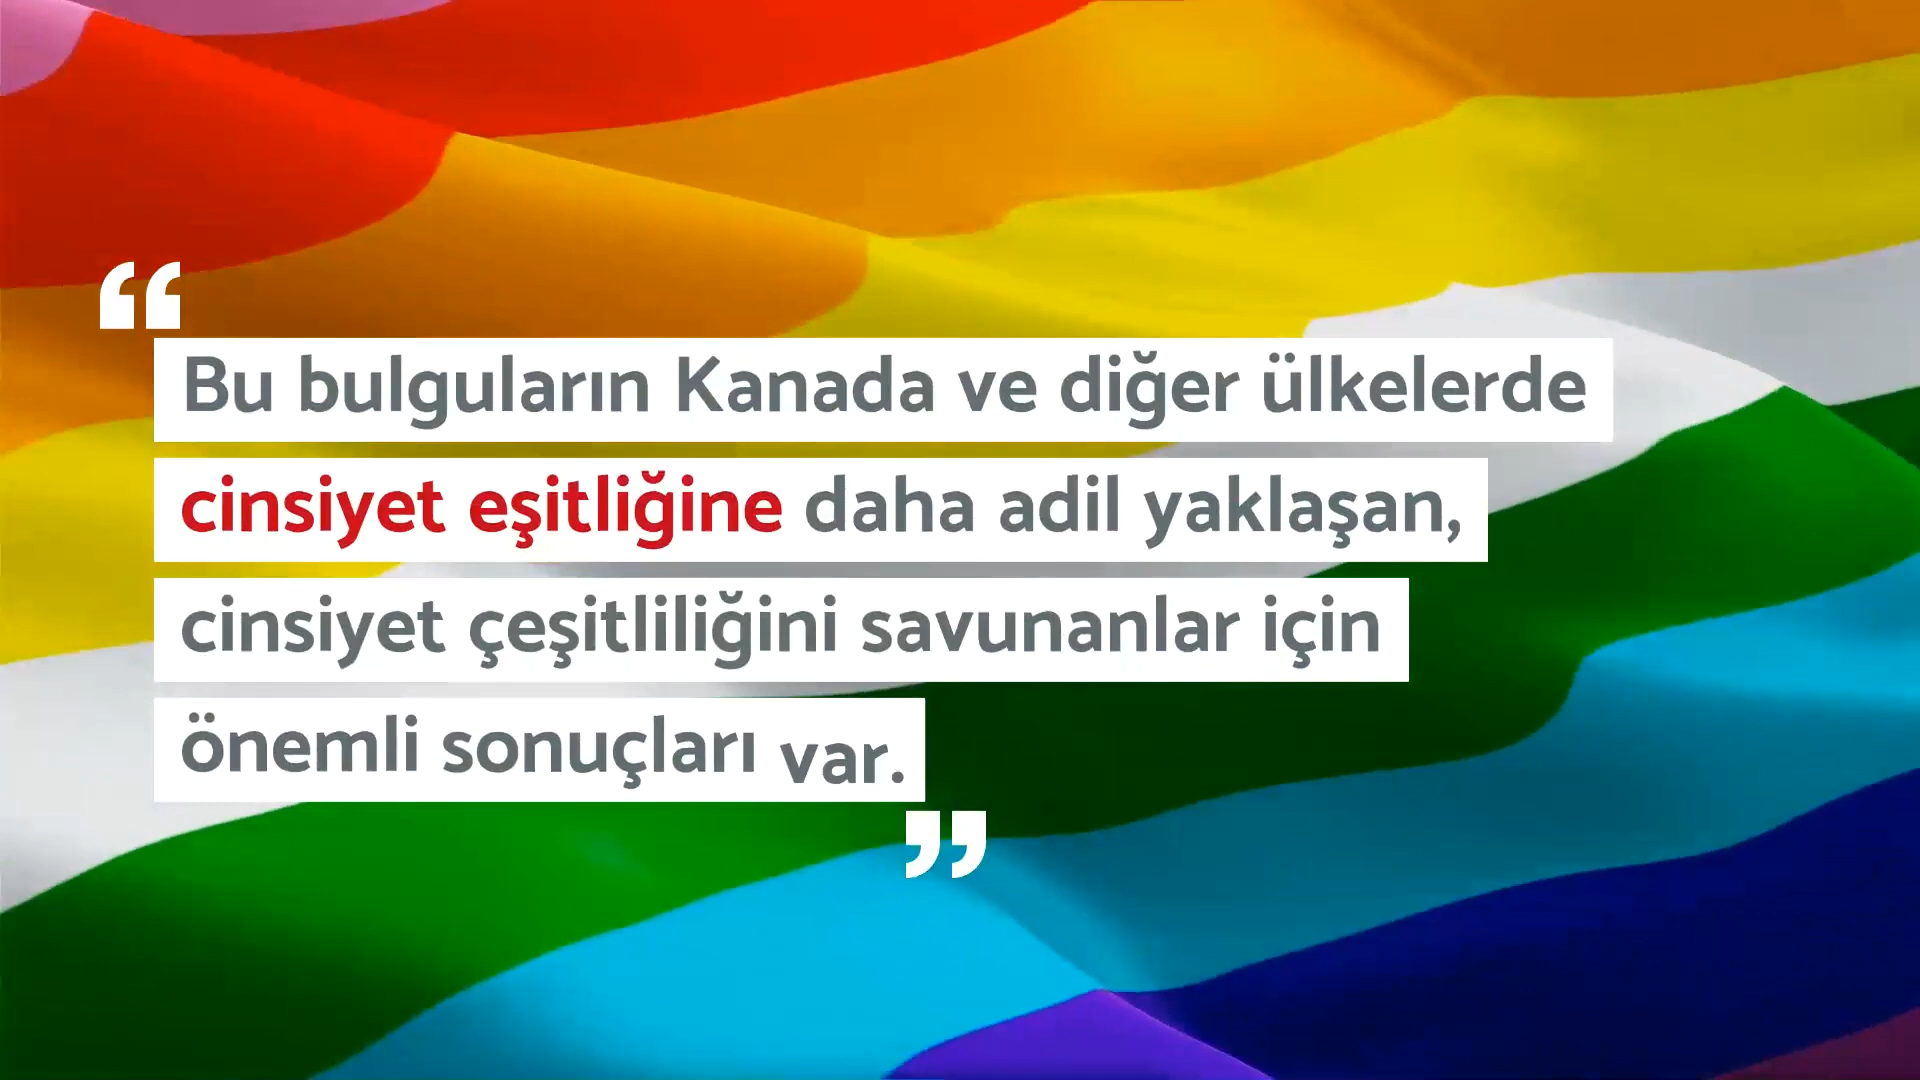 “
Bu bulguların Kanada ve diğer ülkelerde
cinsiyet eşitliğine daha adil yaklaşan,
cinsiyet çeşitliliğini savunanlar için
önemli sonuçları var.
”